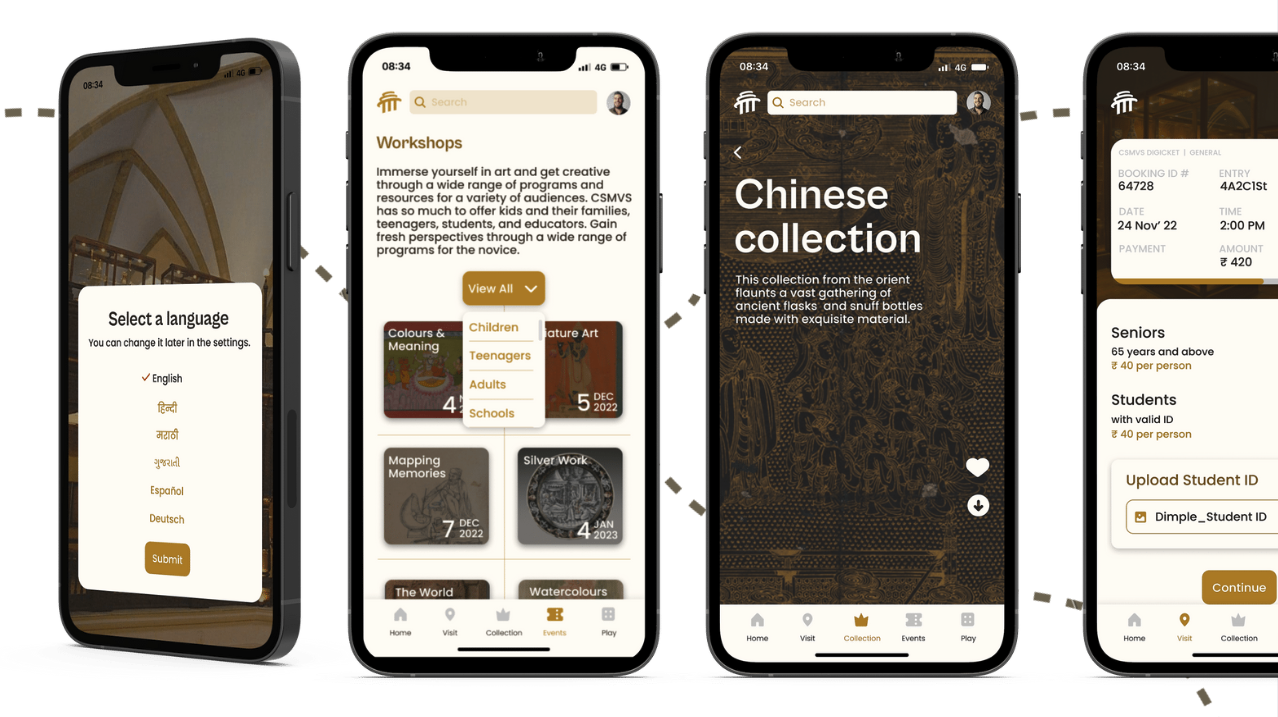 08:34
4G
Select a language
You can change it later in the settings.
English
हिन्दी
मराठी
ગુજરાતી
Español
Deutsch
Submit
08:34
4G
Search
Workshops
Immerse yourself in art and get creative
through a wide range of programs and
resources for a variety of audiences. CSMVS
has so much to offer kids and their families,
teenagers, students, and educators. Gain
fresh perspectives through a wide range of
programs for the novice.
View All
Children
Teenagers
Adults
Schools
Colours &
Meaning
4
iature Art
5 DEC
2022
Mapping
Memories
7 DEC
2022
Silver Work
4 JAN
2023
The World
Watercolours
Home
Visit
Collection
Events
Play
08:34
4G
Search
Chinese
collection
This collection from the orient
flaunts a vast gathering of
ancient flasks and snuff bottles
made with exquisite material.
Home
Visit
Collection
Events
Play
08:34
CSMVS DIGICKET | GENERAL
BOOKING ID #
64728
ENTRY
4A2C1St
DATE
24 Nov' 22
TIME
2:00 PM
PAYMENT
AMOUNT
₹ 420
Seniors
65 years and above
₹ 40 per person
Students
with valid ID
₹ 40 per person
Upload Student ID
Dimple_Student ID
Continue
Home
Visit
Collection